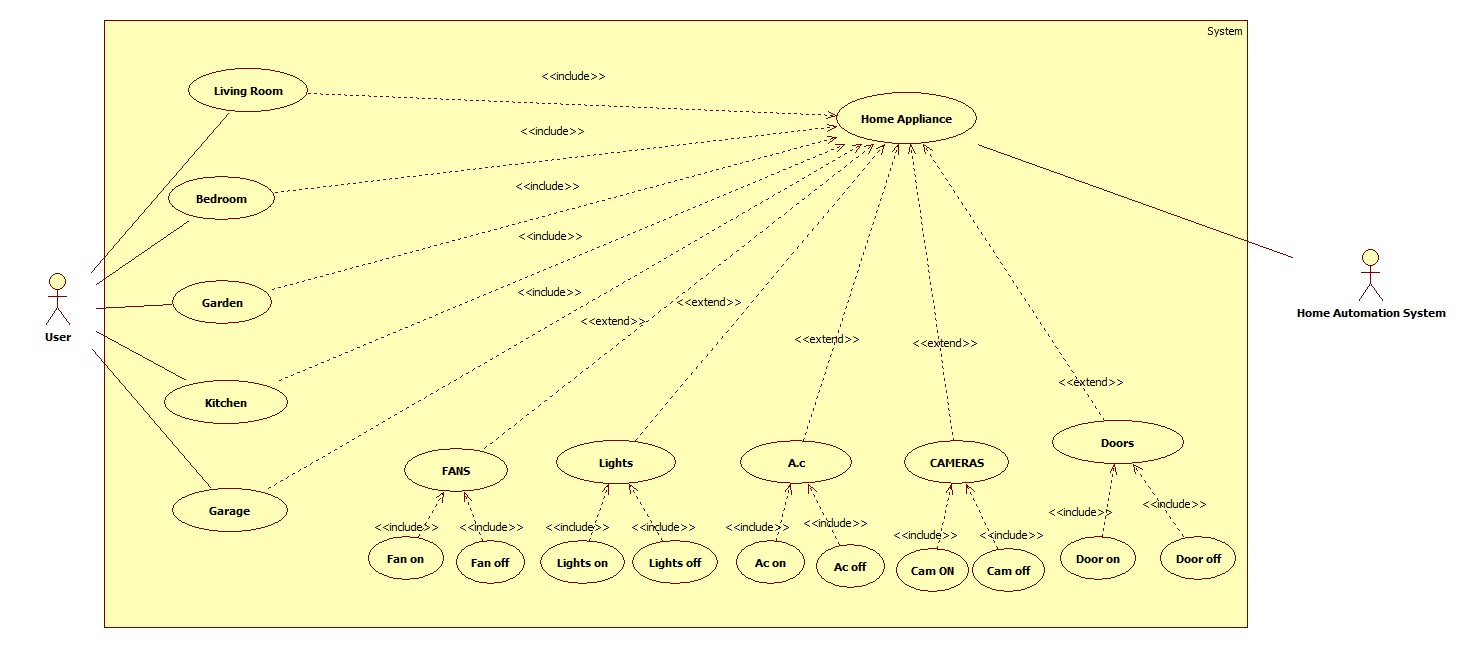 System
<<include>>
Living Room
Home Appliance
<<include>>
<<include>>
Bedroom
<<include>>
<<include>>
Garden
<<extend>>
<<extend>>
User
Home Automation System
<<extend>>
<<extend>>
<<extend>>
Kitchen
Doors
FANS
Lights
A.c
CAMERAS
Garage
<<include>>
<<include>>
<<include>>
<<include>>
<<include>>
<<include>>
<<include>>
<<include>>
<<include>>
<<include>>
Fan on
Fan off
Lights on
Lights off
Ac on
Ac off
Cam ON
Cam off
Door on
Door off